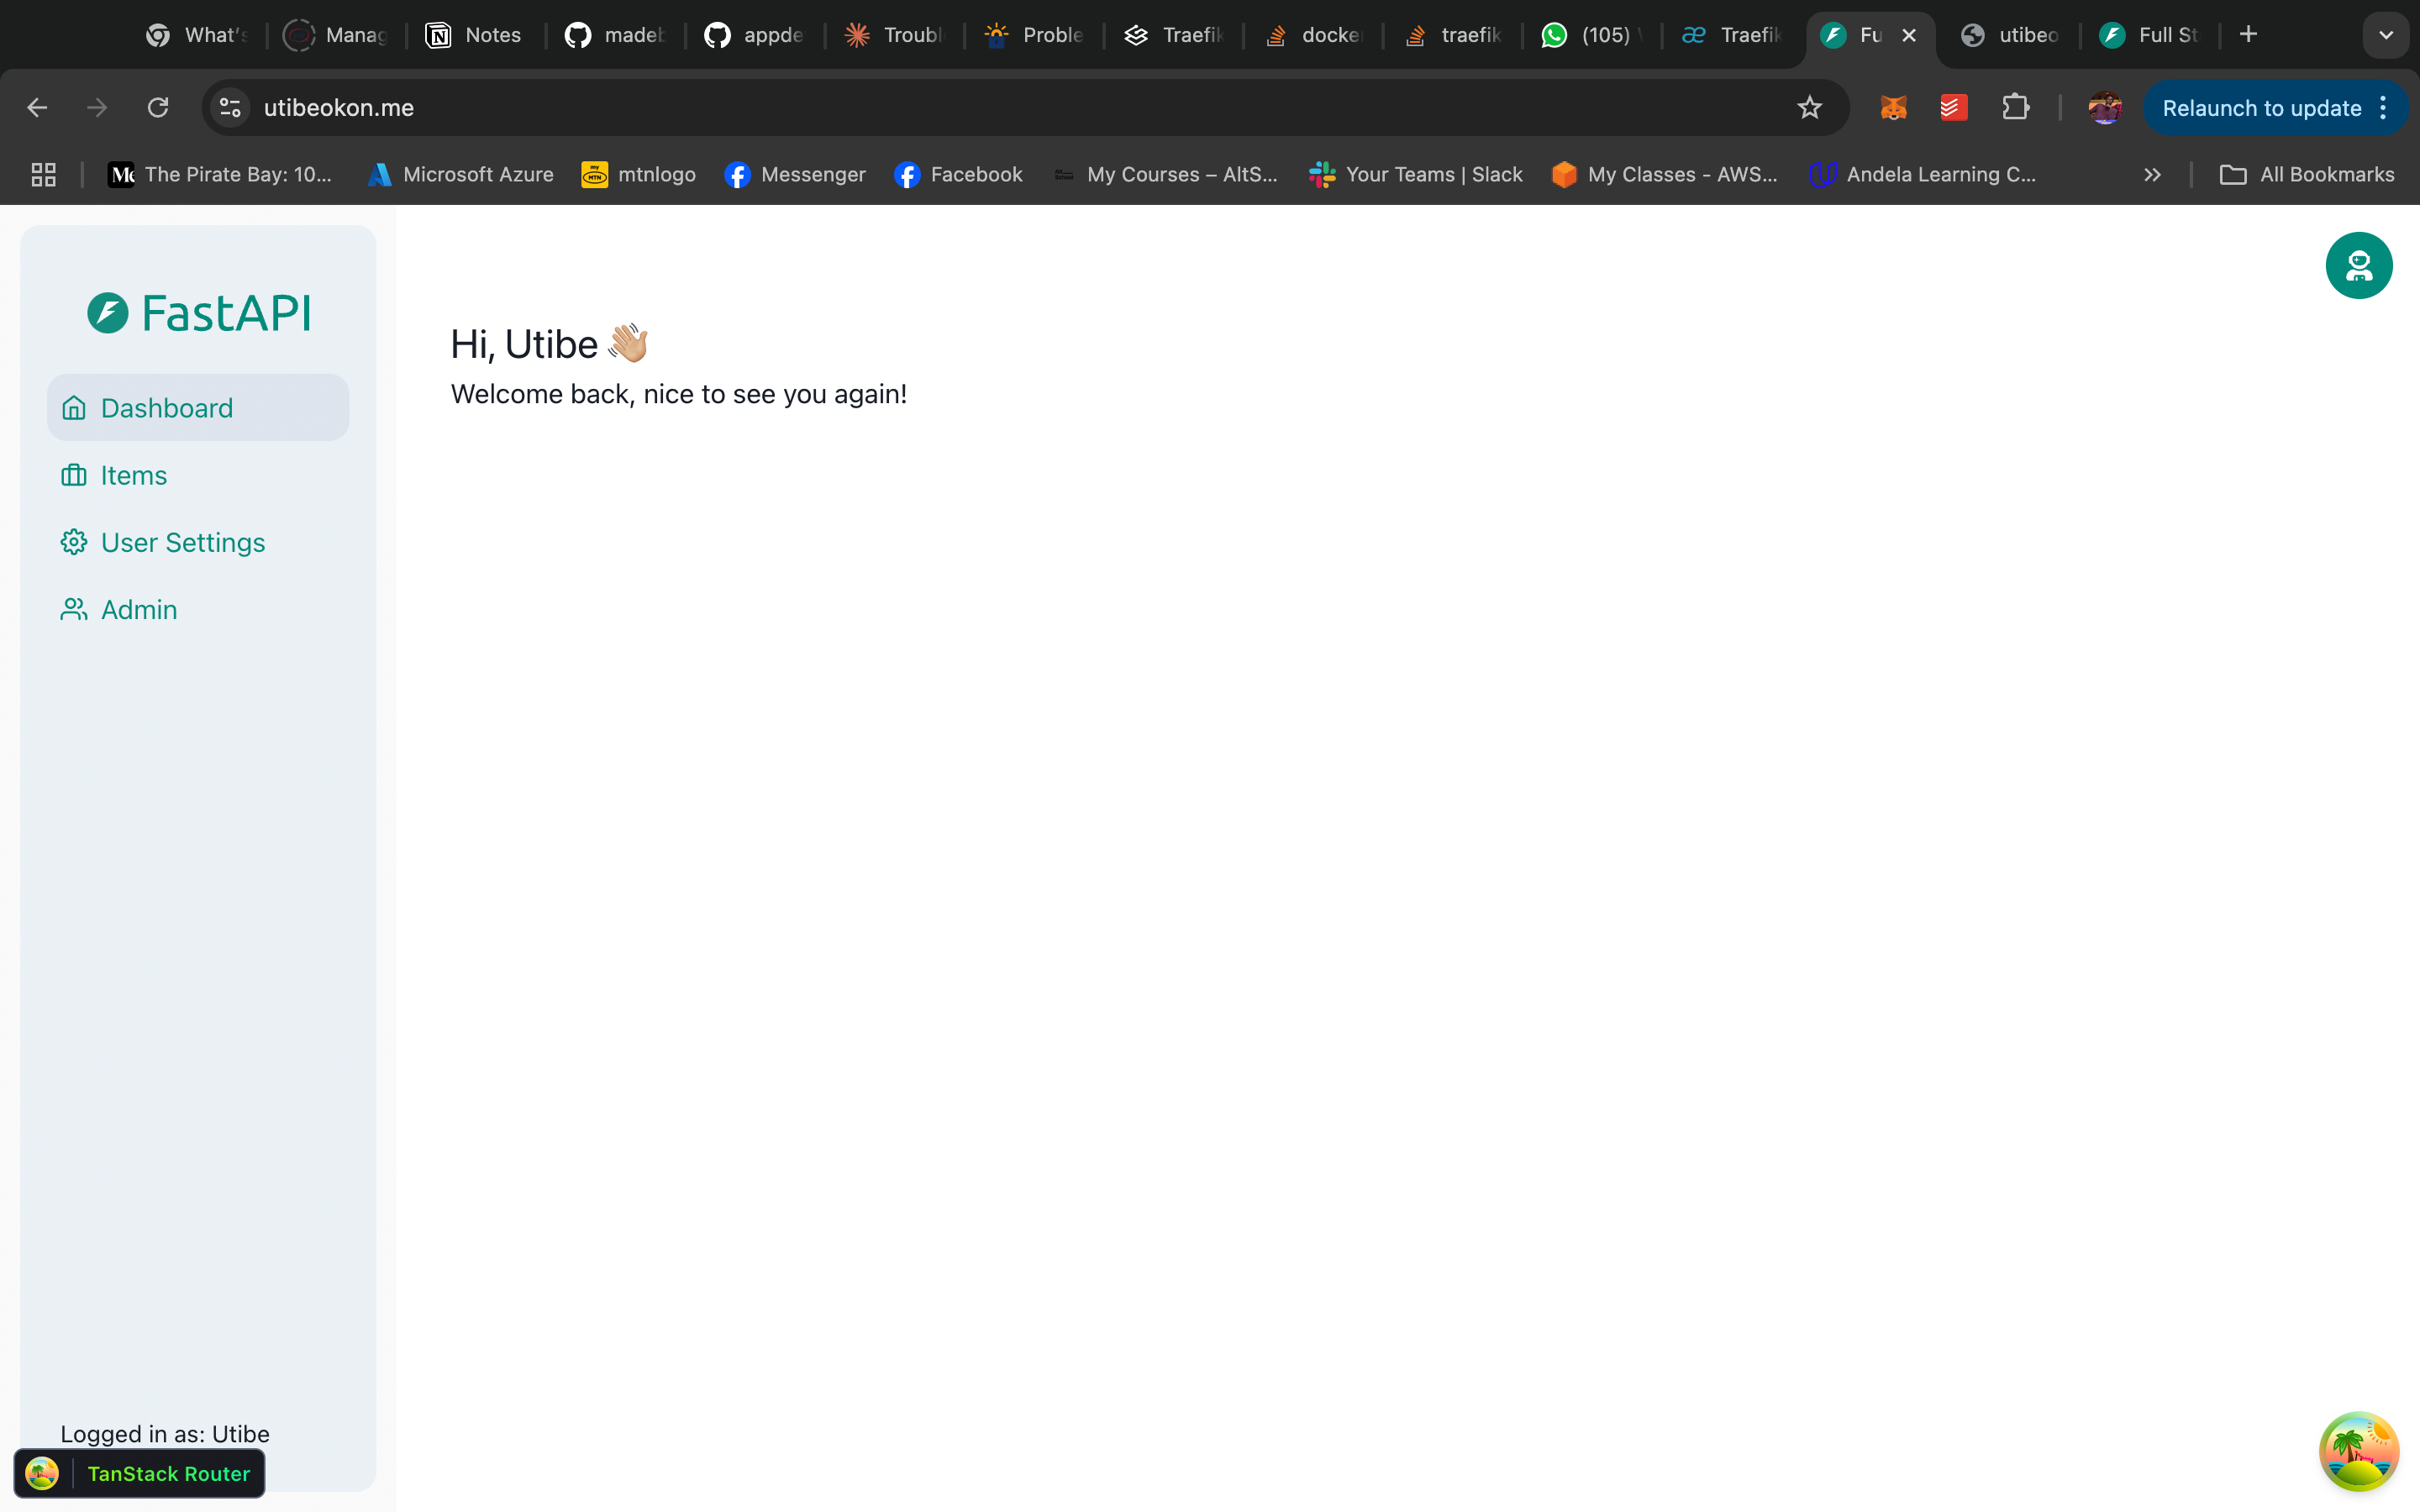 What's
Manag
Notes
madeb
appde
Troubl
Proble
Traefik
docker
traefik
(105)
Traefik
Fu
utibeo
Full St
utibeokon.me
Relaunch to update
The Pirate Bay: 10...
Microsoft Azure
mtnlogo
Messenger
Facebook
My Courses – AltS...
Your Teams | Slack
My Classes - AWS...
Andela Learning C...
All Bookmarks
FastAPI
Hi, Utibe 👋🏼
Welcome back, nice to see you again!
Dashboard
Items
User Settings
Admin
Logged in as: Utibe
TanStack Router